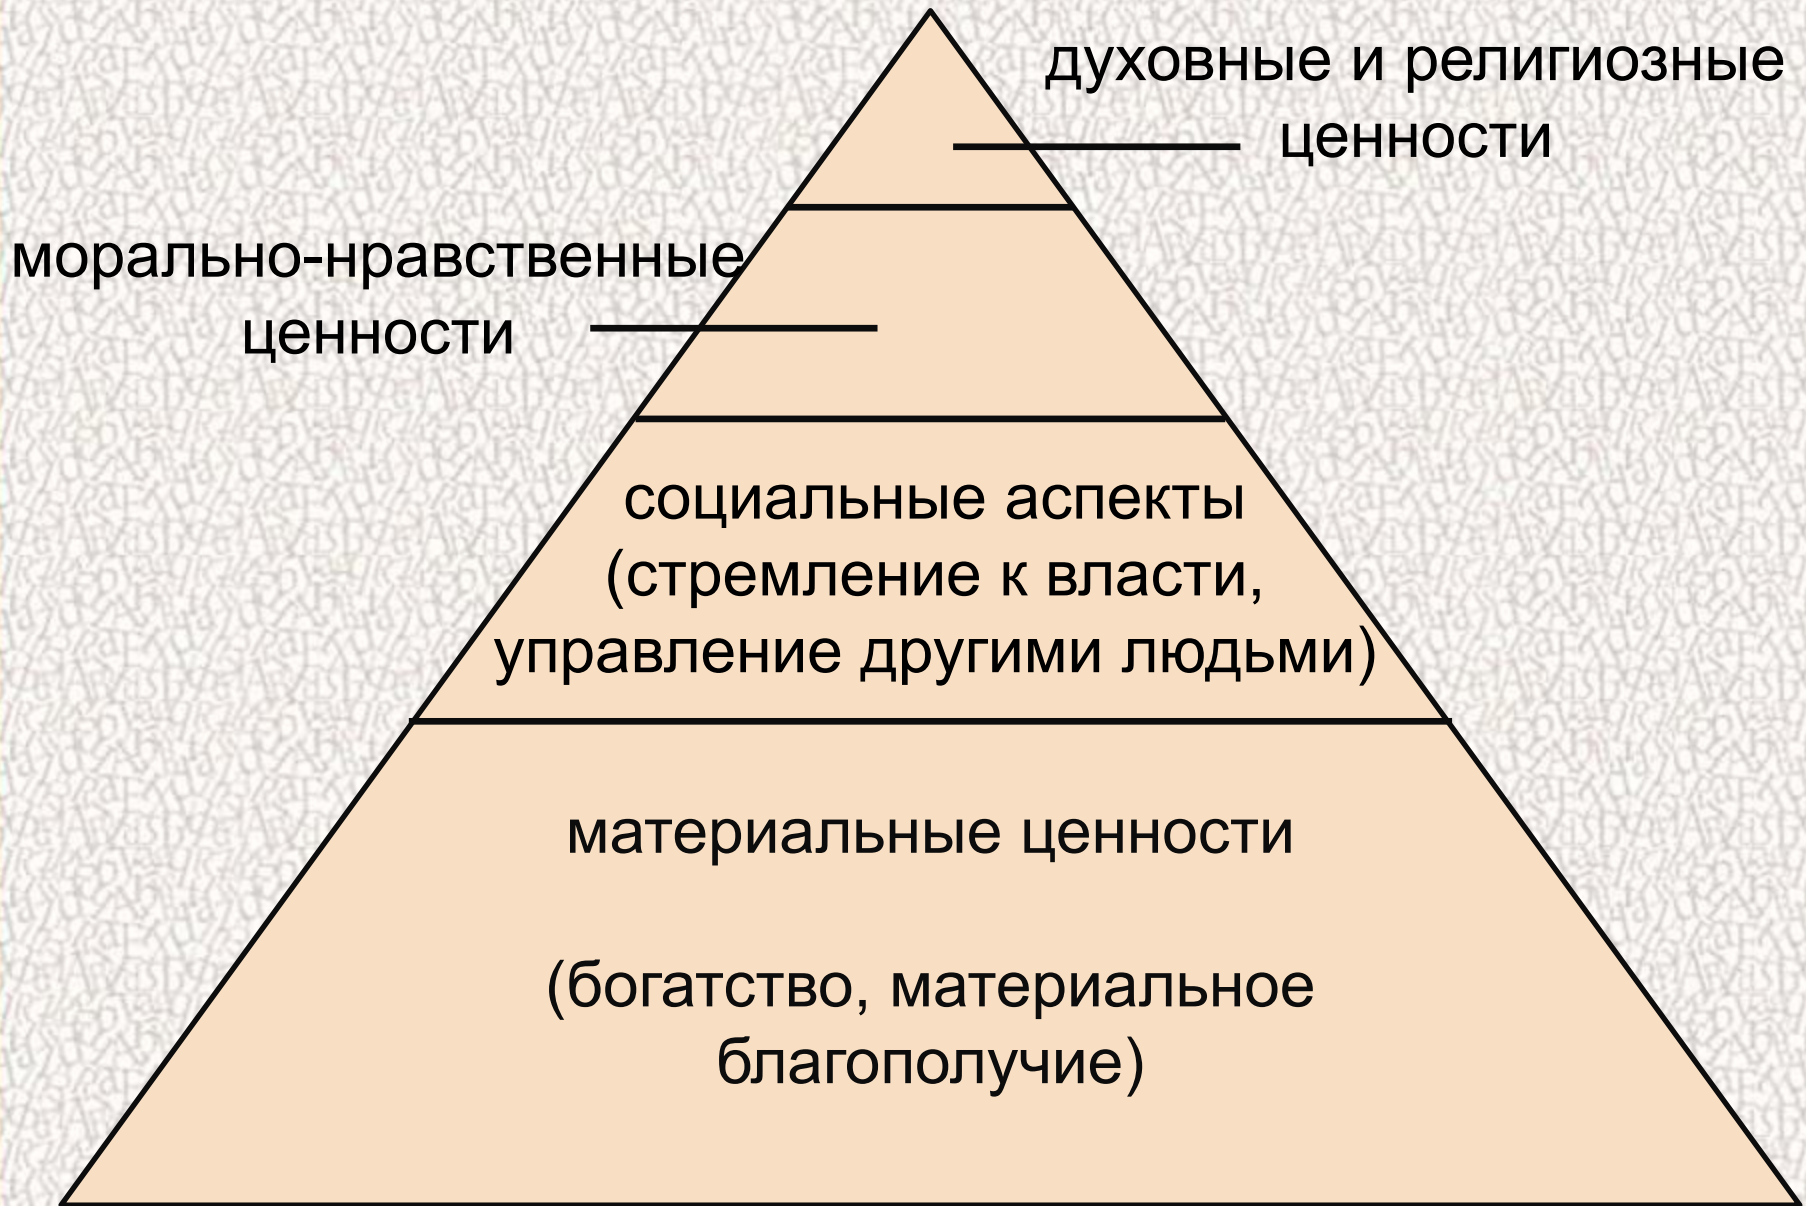 духовные и религиозные
ценности
морально-нравственные
ценности
социальные аспекты
(стремление к власти,
управление другими людьми)
материальные ценности
(богатство, материальное
благополучие)